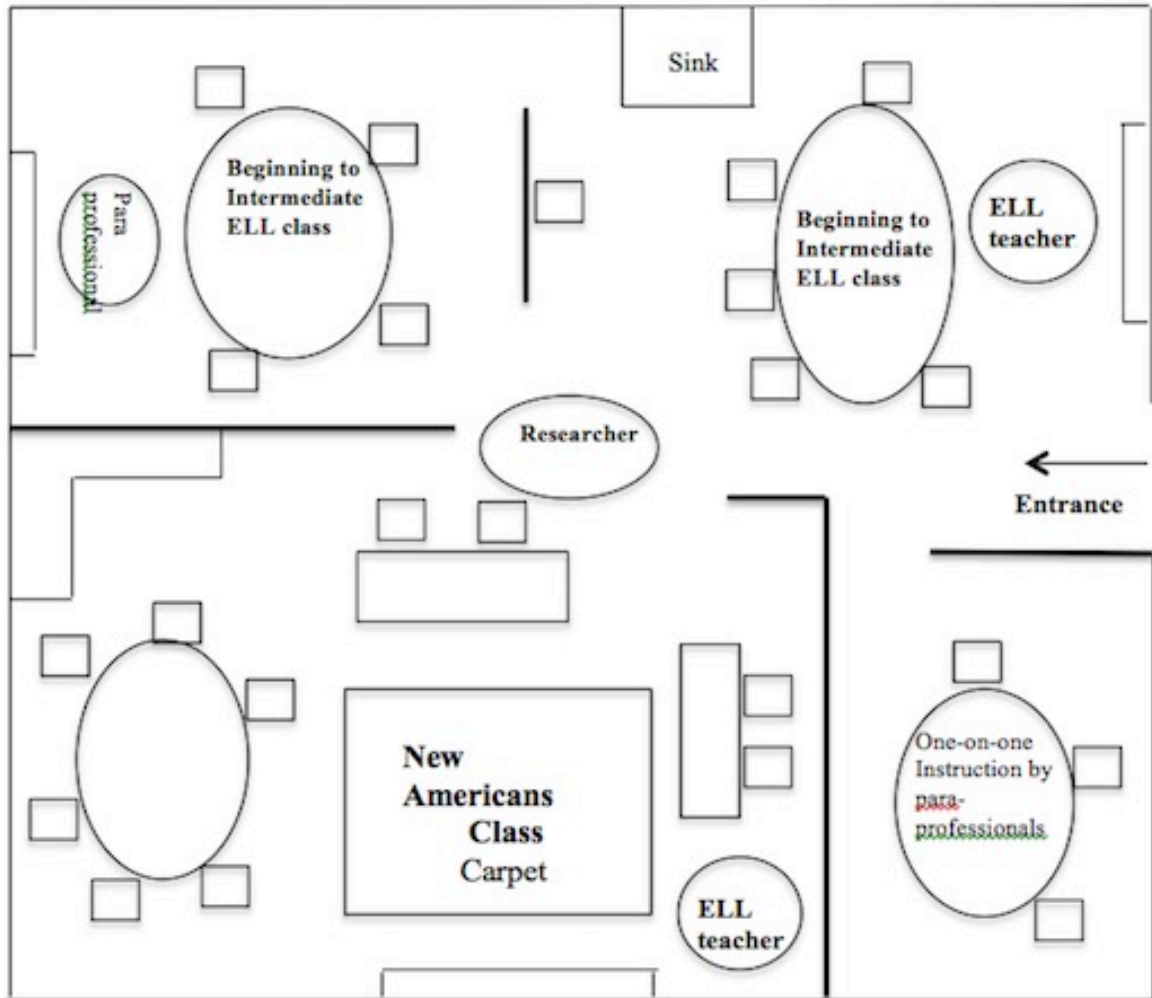 Sink
Beginning to
Intermediate
ELL class
Para
professional
Beginning to
Intermediate
ELL class
ELL
teacher
Researcher
Entrance
New
Americans
Class
Carpet
One-on-one
Instruction by
para-
professionals
ELL
teacher